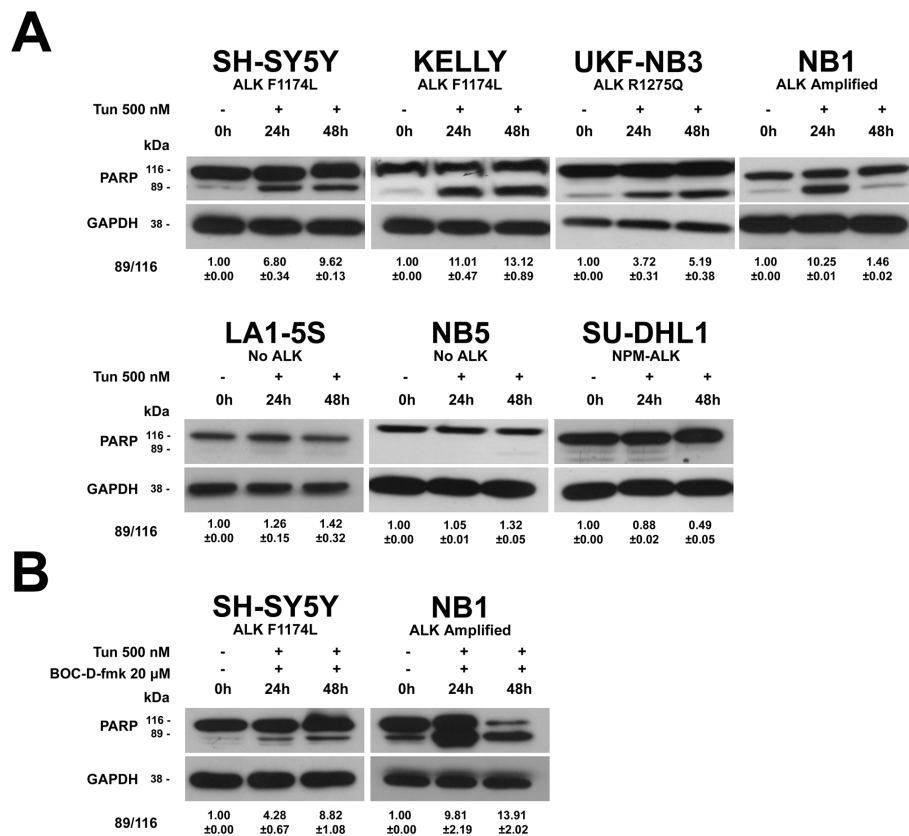 A
SH-SY5Y KELLY UKF-NB3 NB1
ALK F1174L ALK F1174L ALK R1275Q ALK Amplified
Tun 500 nM - + + - + + - + + - + +
0h 24h 48h 0h 24h 48h 0h 24h 48h 0h 24h 48h
kDa
PARP 116 -
89 -
GAPDH 38 -
89/116 1.00 6.80 9.62 1.00 11.01 13.12 1.00 3.72 5.19 1.00 10.25 1.46
±0.00 ±0.34 ±0.13 ±0.00 ±0.47 ±0.89 ±0.00 ±0.31 ±0.38 ±0.00 ±0.01 ±0.02
LA1-5S NB5 SU-DHL1
No ALK No ALK NPM-ALK
Tun 500 nM - + + - + + - + +
0h 24h 48h 0h 24h 48h 0h 24h 48h
kDa
PARP 116 -
89 -
GAPDH 38 -
89/116 1.00 1.26 1.42 1.00 1.05 1.32 1.00 0.88 0.49
±0.00 ±0.15 ±0.32 ±0.00 ±0.01 ±0.05 ±0.00 ±0.02 ±0.05
B
SH-SY5Y NB1
ALK F1174L ALK Amplified
Tun 500 nM - + + - + +
BOC-D-fmk 20 µM - + + - + +
0h 24h 48h 0h 24h 48h
kDa
PARP 116 -
89 -
GAPDH 38 -
89/116 1.00 4.28 8.82 1.00 9.81 13.91
±0.00 ±0.67 ±1.08 ±0.00 ±2.19 ±2.02